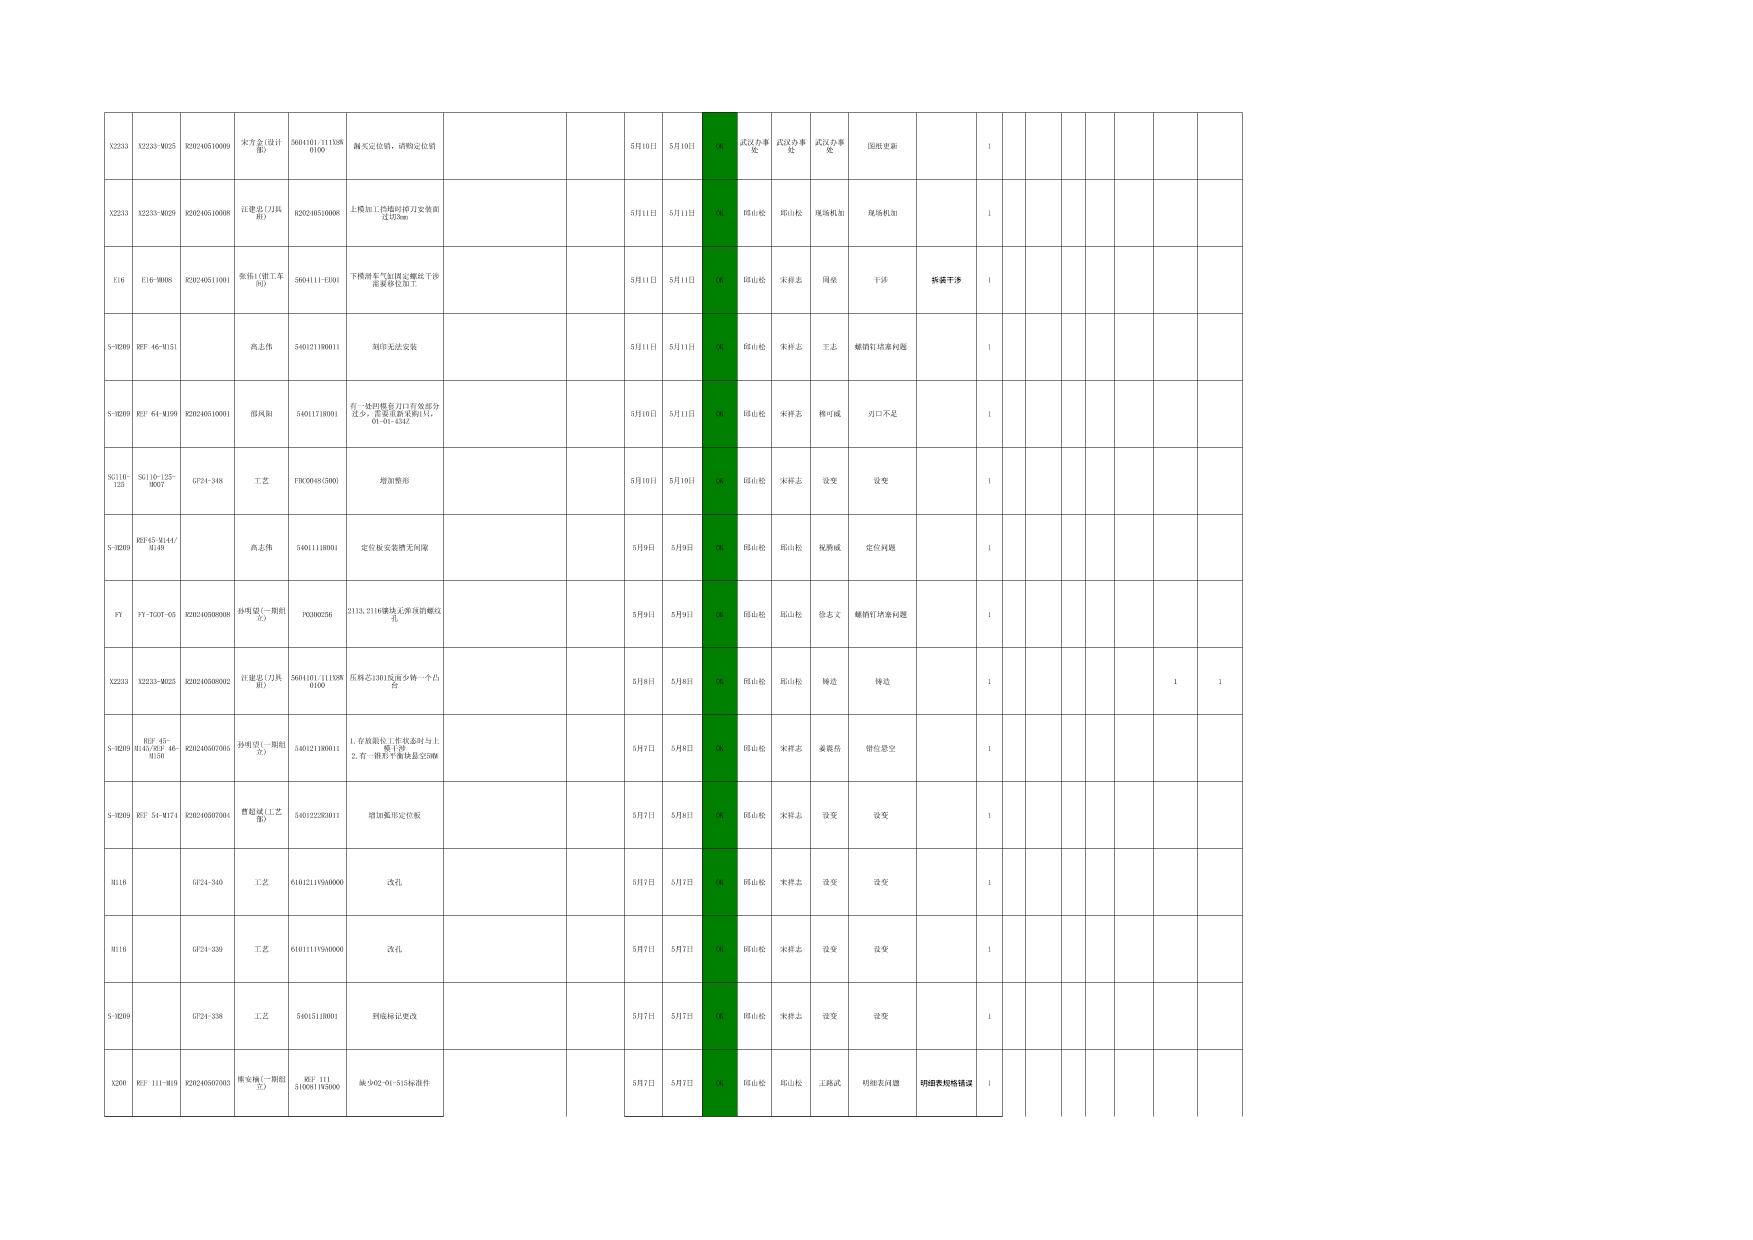 X2233 X2233-M025 R20240510009 宋方金(设计部) 5604101/111X8W0100 漏买定位销，请购定位销 5月10日 5月10日 OK 武汉办事处 武汉办事处 武汉办事处 图纸更新 1
X2233 X2233-M029 R20240510008 汪建忠(刀具班) R20240510008 上模加工挡墙时掉刀安装面过切3mm 5月11日 5月11日 OK 邱山松 邱山松 现场机加 现场机加 1
E16 E16-M008 R20240511001 张伟1(钳工车间) 5604111-EU01 下模滑车气缸固定螺丝干涉需要移位加工 5月11日 5月11日 OK 邱山松 宋祥志 干涉 拆装干涉 1
S-M209 REF 46-M151 高志伟 540121180011 刻印无法安装 5月11日 5月11日 OK 邱山松 宋祥志 王志 螺销钉堵塞问题 1
S-M209 REF 64-M199 R20240510001 邵凤阳 5401171R001 有一处凹模套刃口有效部分过少，需要重新采购1只，01-01-4342 5月10日 5月11日 OK 邱山松 宋祥志 穆可威 刃口不足 1
SG110-125 SG110-125-M007 GF24-348 工艺 FBC0048(500) 增加整形 5月10日 5月10日 OK 邱山松 宋祥志 设变 设变 1
S-M209 REF45-M144/M149 高志伟 5401111R001 定位板安装槽无间隙 5月9日 5月9日 OK 邱山松 邱山松 祝腾威 定位问题 1
FY FY-TGOT-05 R20240508008 孙明望(一期组立) P0300256 2113,2116镶块无弹顶销螺纹孔 5月9日 5月9日 OK 邱山松 邱山松 徐志文 螺销钉堵塞问题 1
X2233 X2233-M025 R20240508002 汪建忠(刀具班) 5604101/111X8W0100 压料芯1301反面少铸一个凸台 5月8日 5月8日 OK 邱山松 邱山松 铸造 铸造 1 1 1
S-M209 REF 45-M145/REF 46-M150 R20240507005 孙明望(一期组立) 540121180011 1.存放限位工作状态时与上模干涉
2.有一锥形平衡块悬空5MM 5月7日 5月8日 OK 邱山松 宋祥志 姜震岳 错位悬空 1
S-M209 REF 54-M174 R20240507004 曹超斌(工艺部) 540122283011 增加弧形定位板 5月7日 5月8日 OK 邱山松 宋祥志 设变 设变 1
M116 GF24-340 工艺 6101211V9A0000 改孔 5月7日 5月7日 OK 邱山松 宋祥志 设变 设变 1
M116 GF24-339 工艺 6101111V9A0000 改孔 5月7日 5月7日 OK 邱山松 宋祥志 设变 设变 1
S-M209 GF24-338 工艺 5401511R001 到底标记更改 5月7日 5月7日 OK 邱山松 宋祥志 设变 设变 1
X200 REF 111-M19 R20240507003 熊安楠(一期组立) REF 111 5100811W5000 缺少02-01-515标准件 5月7日 5月7日 OK 邱山松 邱山松 王路武 明细表问题 明细表规格错误 1